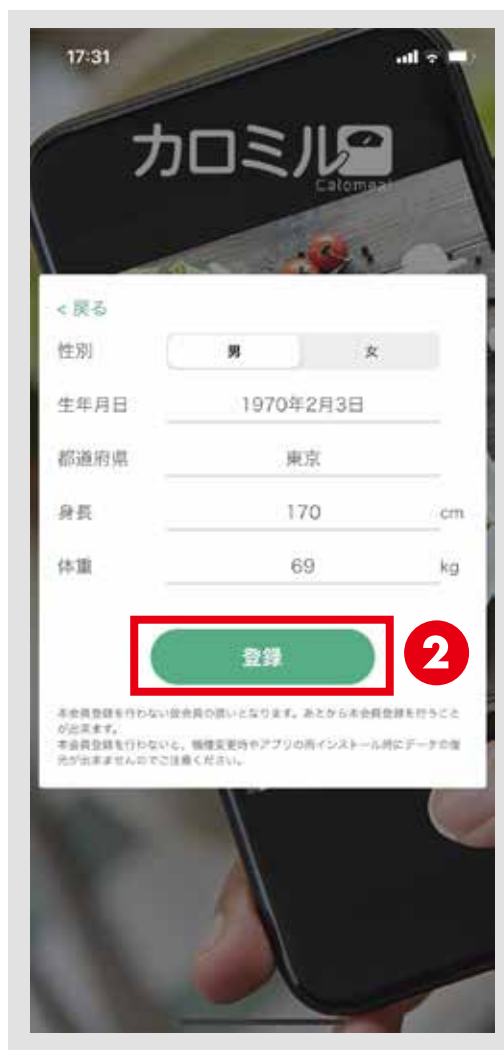 17:31
カロミル
Calomeal
< 戻る
性別 男 女
生年月日 1970年2月3日
都道府県 東京
身長 170 cm
体重 69 kg
登録
2
本会員登録を行わない仮会員の扱いとなります。あとから本会員登録を行うこと
が出来ます。
本会員登録を行わないと、機種変更時やアプリの再インストール時にデータの復
元が出来ませんのでご注意ください。